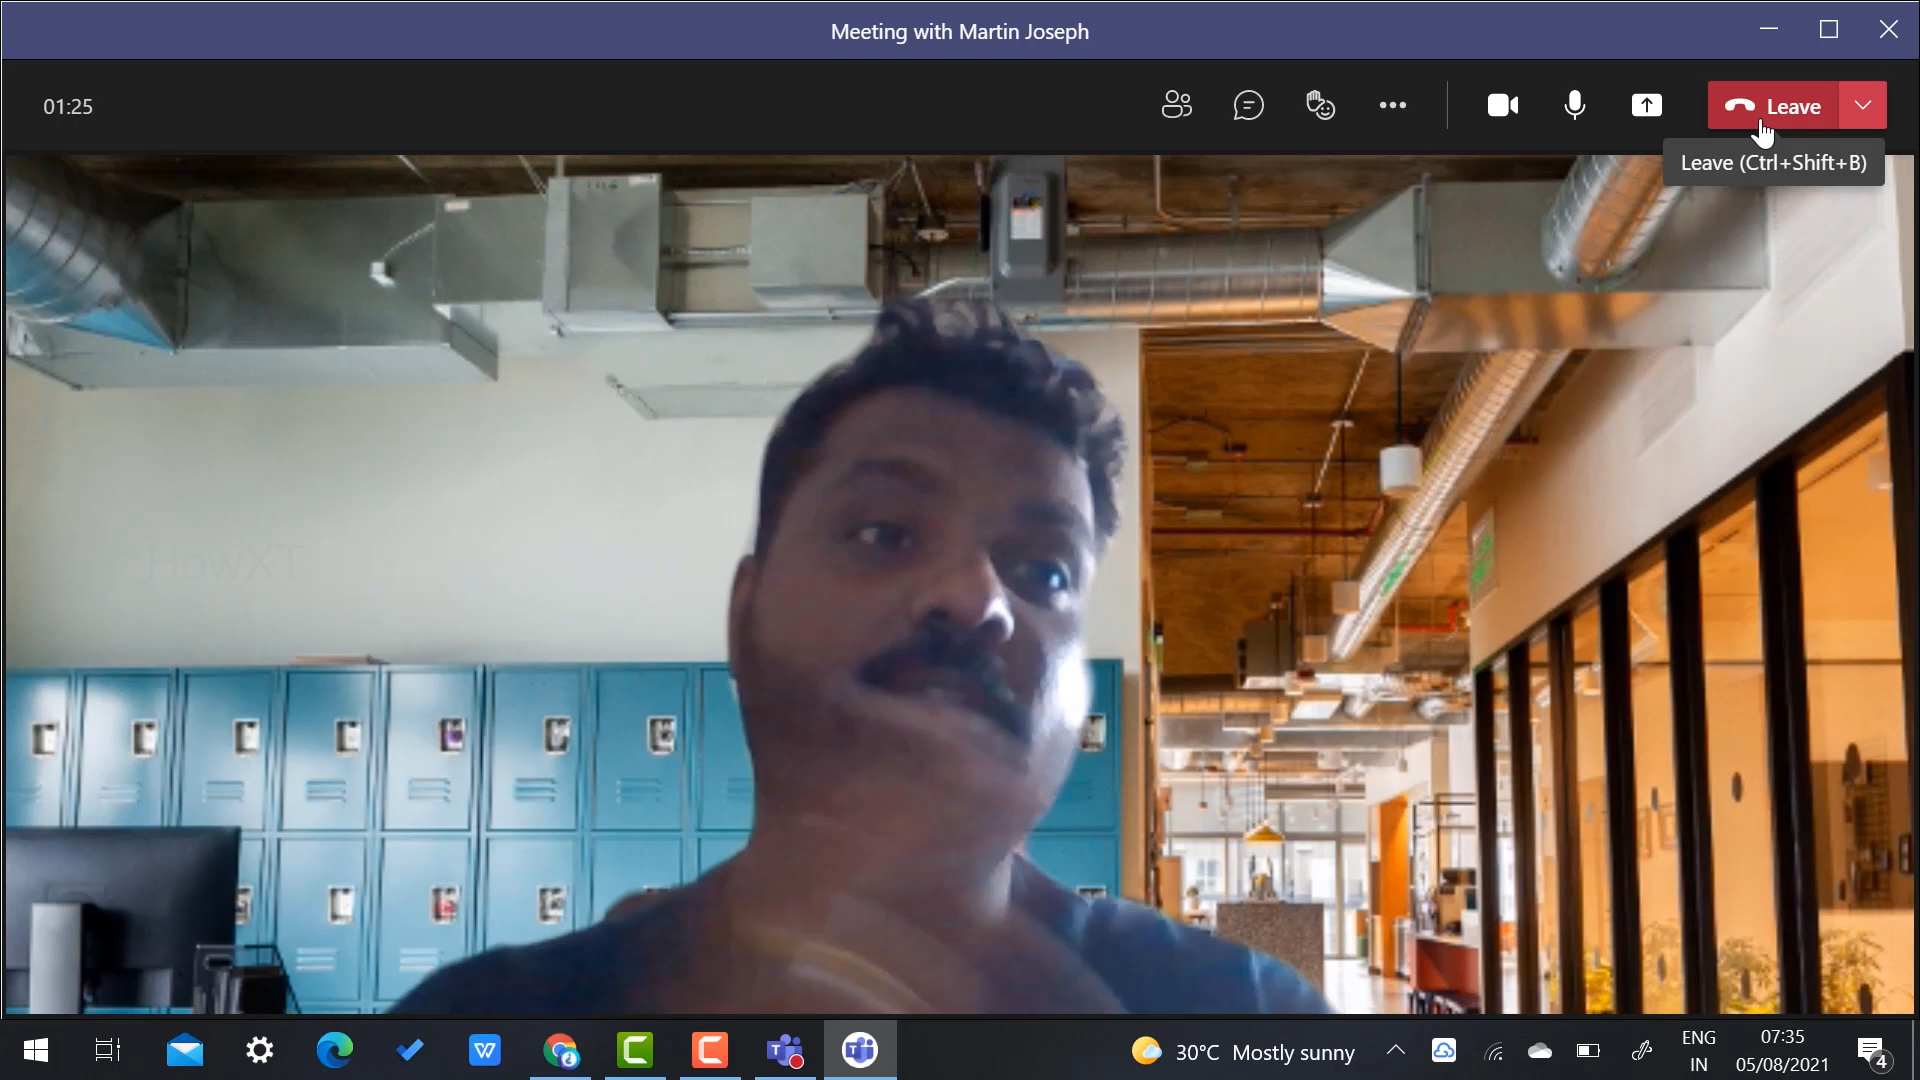 Meeting with Martin Joseph
01:25
Leave
Leave (Ctrl+Shift+B)
HowXT
30°C Mostly sunny
ENG
IN
07:35
05/08/2021
4